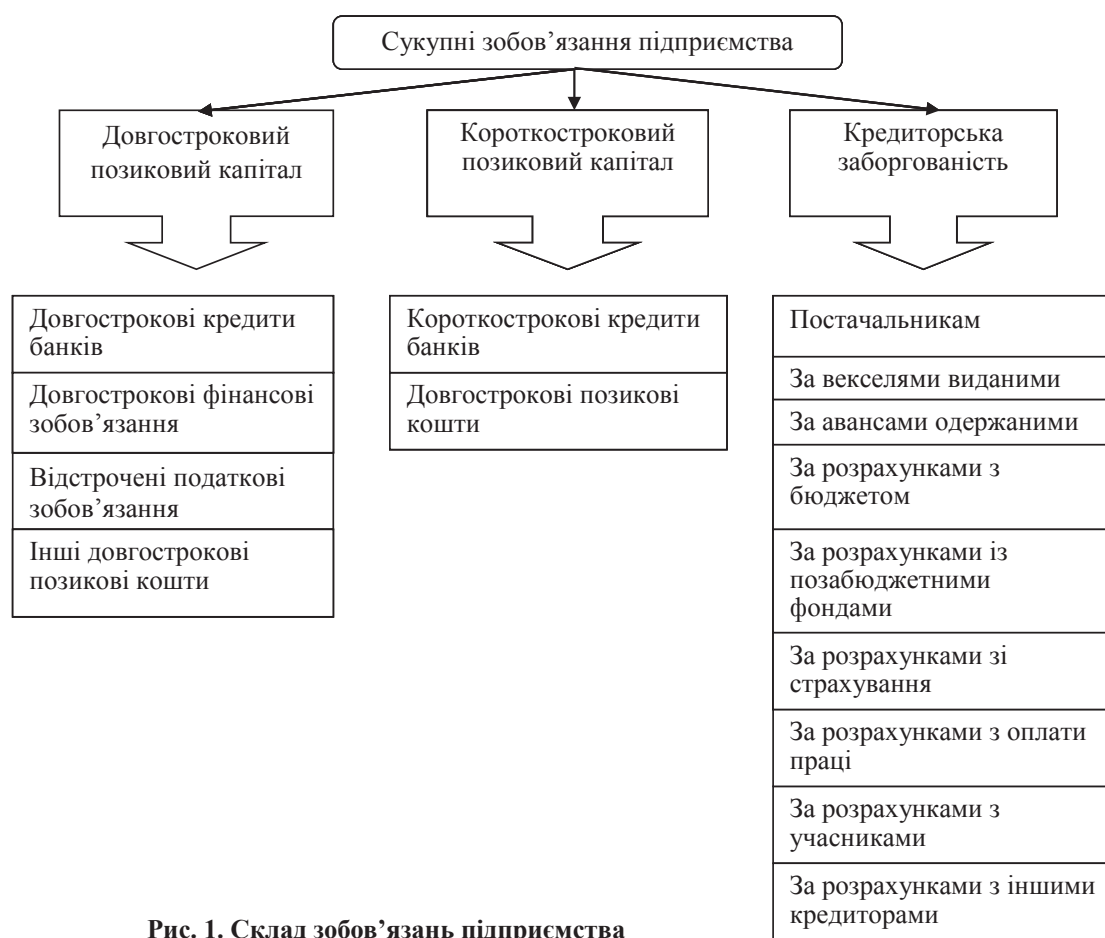 Сукупні зобов’язання підприємства
Довгостроковий
позиковий капітал
Короткостроковий
позиковий капітал
Кредиторська
заборгованість
Довгострокові кредити
банків
Довгострокові фінансові
зобов’язання
Відстрочені податкові
зобов’язання
Інші довгострокові
позикові кошти
Короткострокові кредити
банків
Довгострокові позикові
кошти
Постачальникам
За векселями виданими
За авансами одержаними
За розрахунками з
бюджетом
За розрахунками із
позабюджетними
фондами
За розрахунками зі
страхування
За розрахунками з оплати
праці
За розрахунками з
учасниками
За розрахунками з іншими
кредиторами
Рис. 1. Склад зобов’язань підприємства